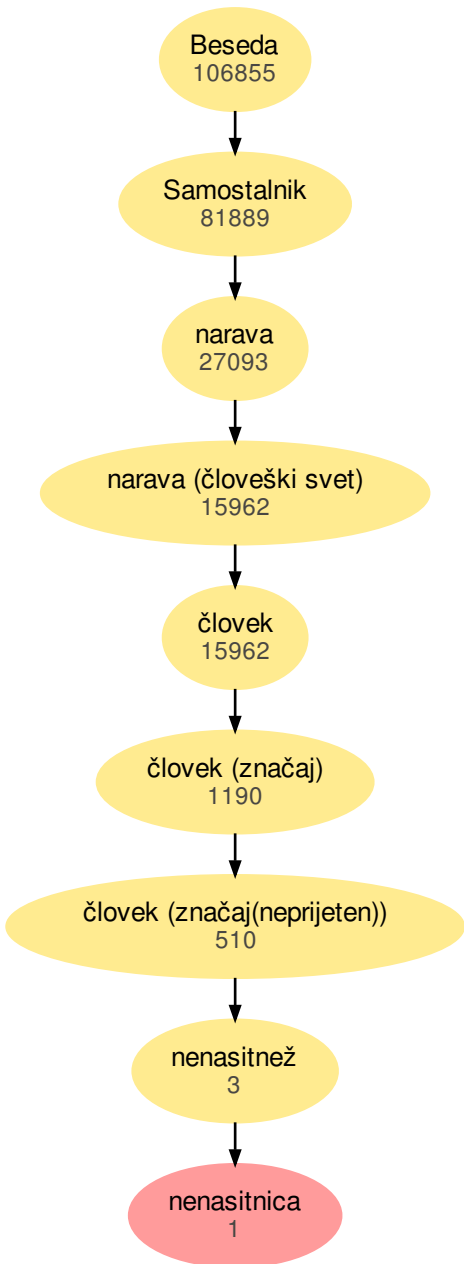 Beseda
106855
Samostalnik
81889
narava
27093
narava (človeški svet)
15962
človek
15962
človek (značaj)
1190
človek (značaj(neprijeten))
510
nenasitnež
3
nenasitnica
1